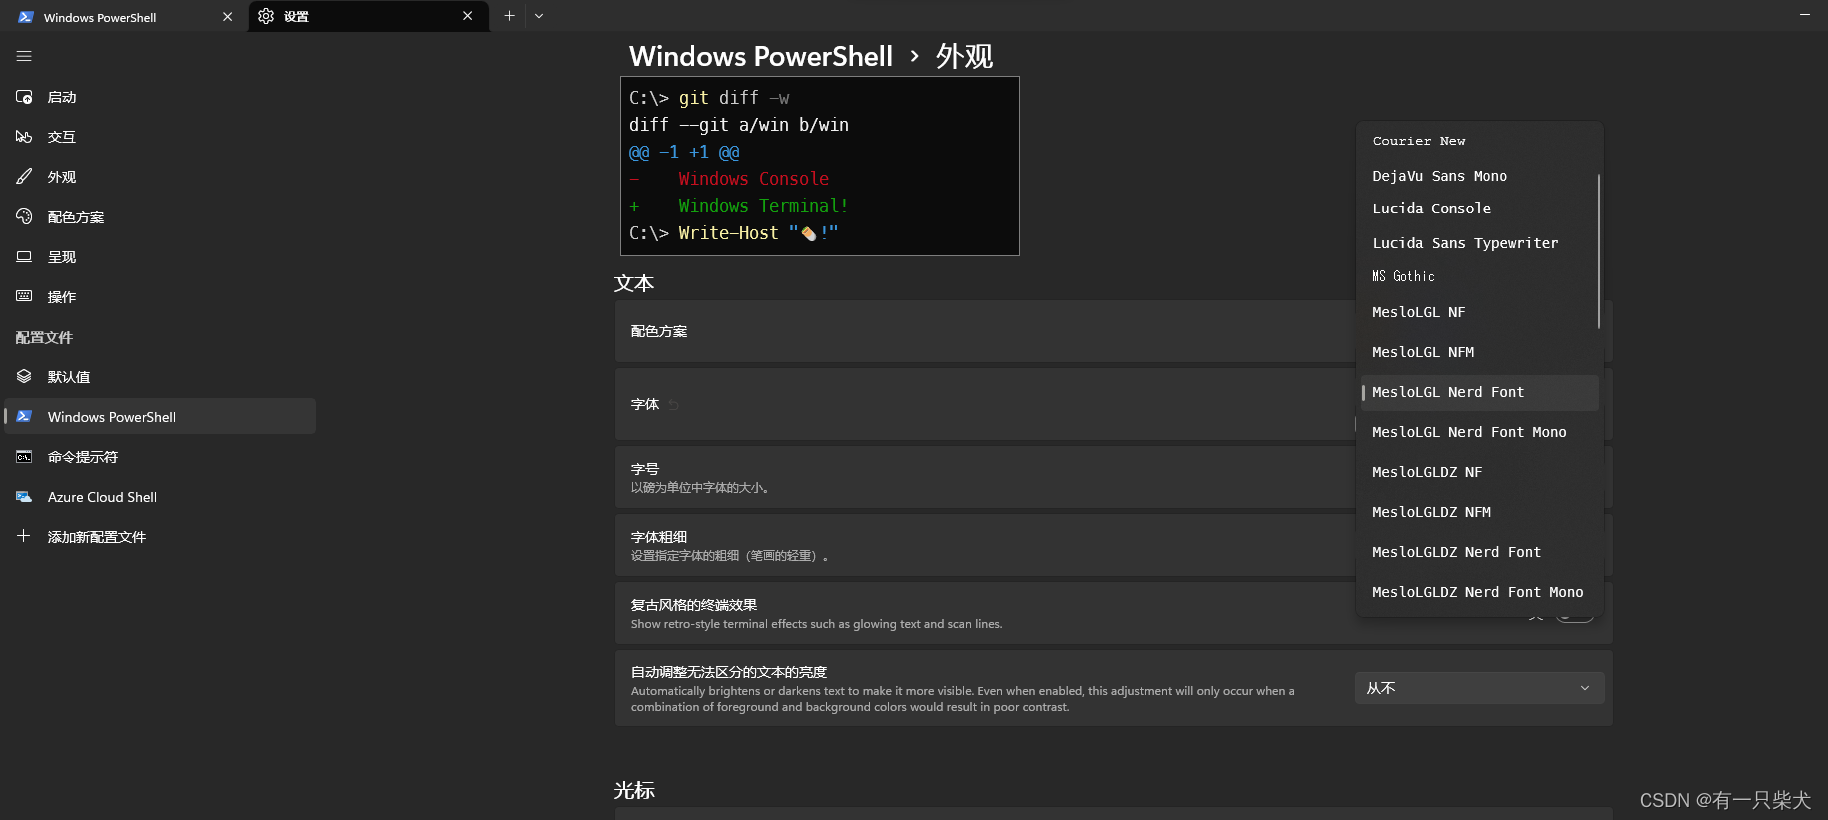 Windows PowerShell
设置
启动
交互
外观
配色方案
呈现
操作
配置文件
默认值
Windows PowerShell
命令提示符
Azure Cloud Shell
添加新配置文件
Windows PowerShell › 外观
C:\> git diff -w
diff --git a/win b/win
@@ -1 +1 @@
-    Windows Console
+    Windows Terminal!
C:\> Write-Host "🪨!"
文本
配色方案
字体
字号
以磅为单位中字体的大小。
字体粗细
设置指定字体的粗细（笔画的轻重）。
复古风格的终端效果
Show retro-style terminal effects such as glowing text and scan lines.
自动调整无法区分的文本的亮度
Automatically brightens or darkens text to make it more visible. Even when enabled, this adjustment will only occur when a
combination of foreground and background colors would result in poor contrast.
从不
光标
Courier New
DejaVu Sans Mono
Lucida Console
Lucida Sans Typewriter
MS Gothic
MesloLGL NF
MesloLGL NFM
MesloLGL Nerd Font
MesloLGL Nerd Font Mono
MesloLGLDZ NF
MesloLGLDZ NFM
MesloLGLDZ Nerd Font
MesloLGLDZ Nerd Font Mono
CSDN @有一只柴犬